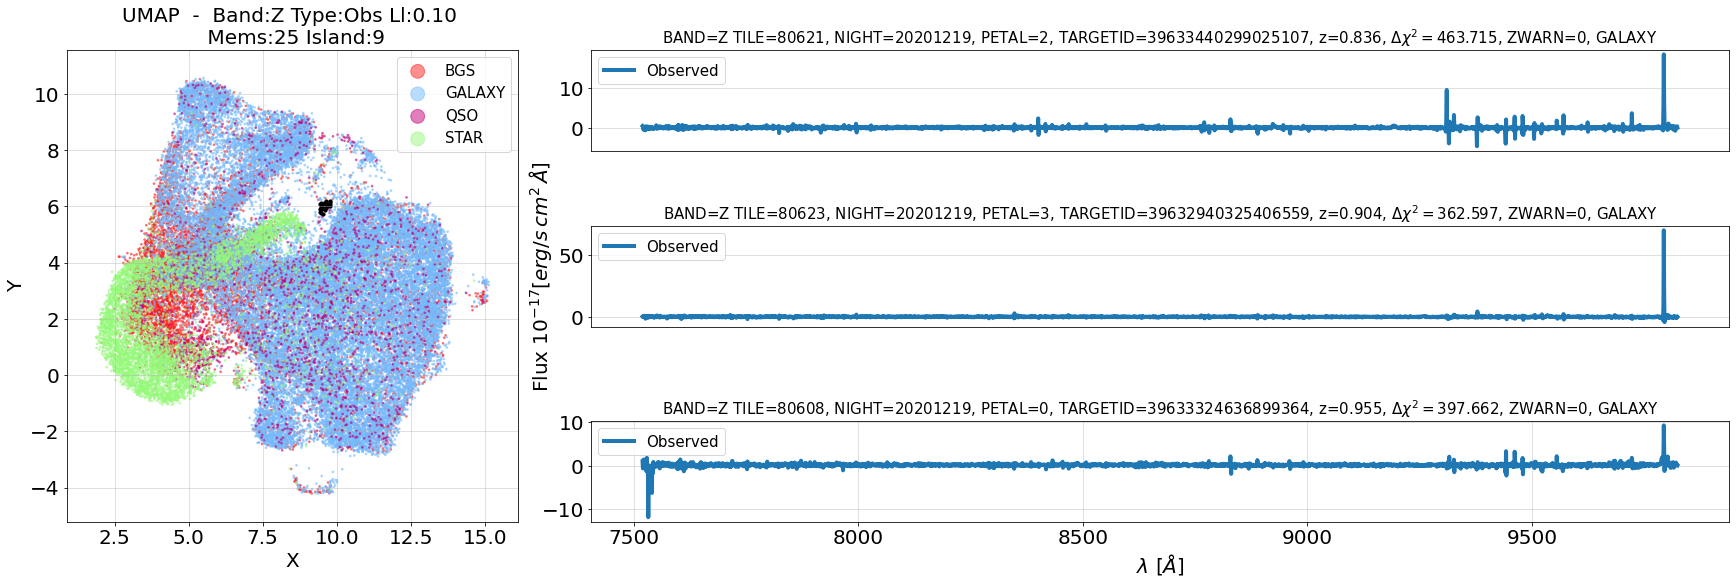 UMAP - Band:Z Type:Obs Ll:0.10
Mems:25 Island:9
BGS
GALAXY
QSO
STAR
Y
10
8
6
4
2
0
−2
−4
2.5 5.0 7.5 10.0 12.5 15.0
X
Flux 10⁻¹⁷[erg/s cm² Å]
BAND=Z TILE=80621, NIGHT=20201219, PETAL=2, TARGETID=39633440299025107, z=0.836, Δχ² = 463.715, ZWARN=0, GALAXY
Observed
10
0
BAND=Z TILE=80623, NIGHT=20201219, PETAL=3, TARGETID=39632940325406559, z=0.904, Δχ² = 362.597, ZWARN=0, GALAXY
Observed
50
0
BAND=Z TILE=80608, NIGHT=20201219, PETAL=0, TARGETID=39633324636899364, z=0.955, Δχ² = 397.662, ZWARN=0, GALAXY
Observed
10
0
−10
7500 8000 8500 9000 9500
λ [Å]